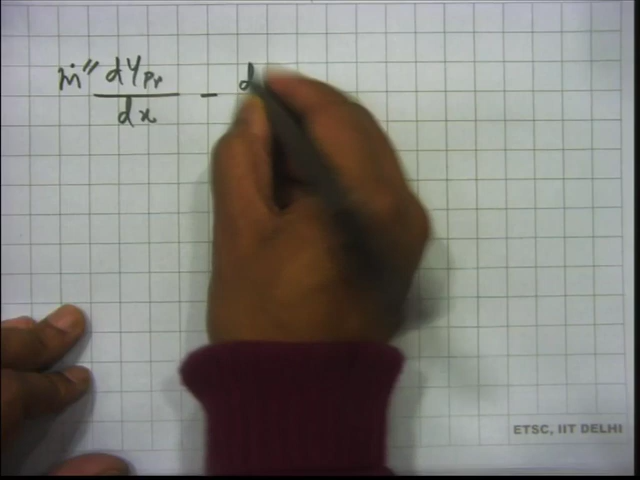 ṁ″ dY_Pr/dx − d
ETSC, IIT DELHI